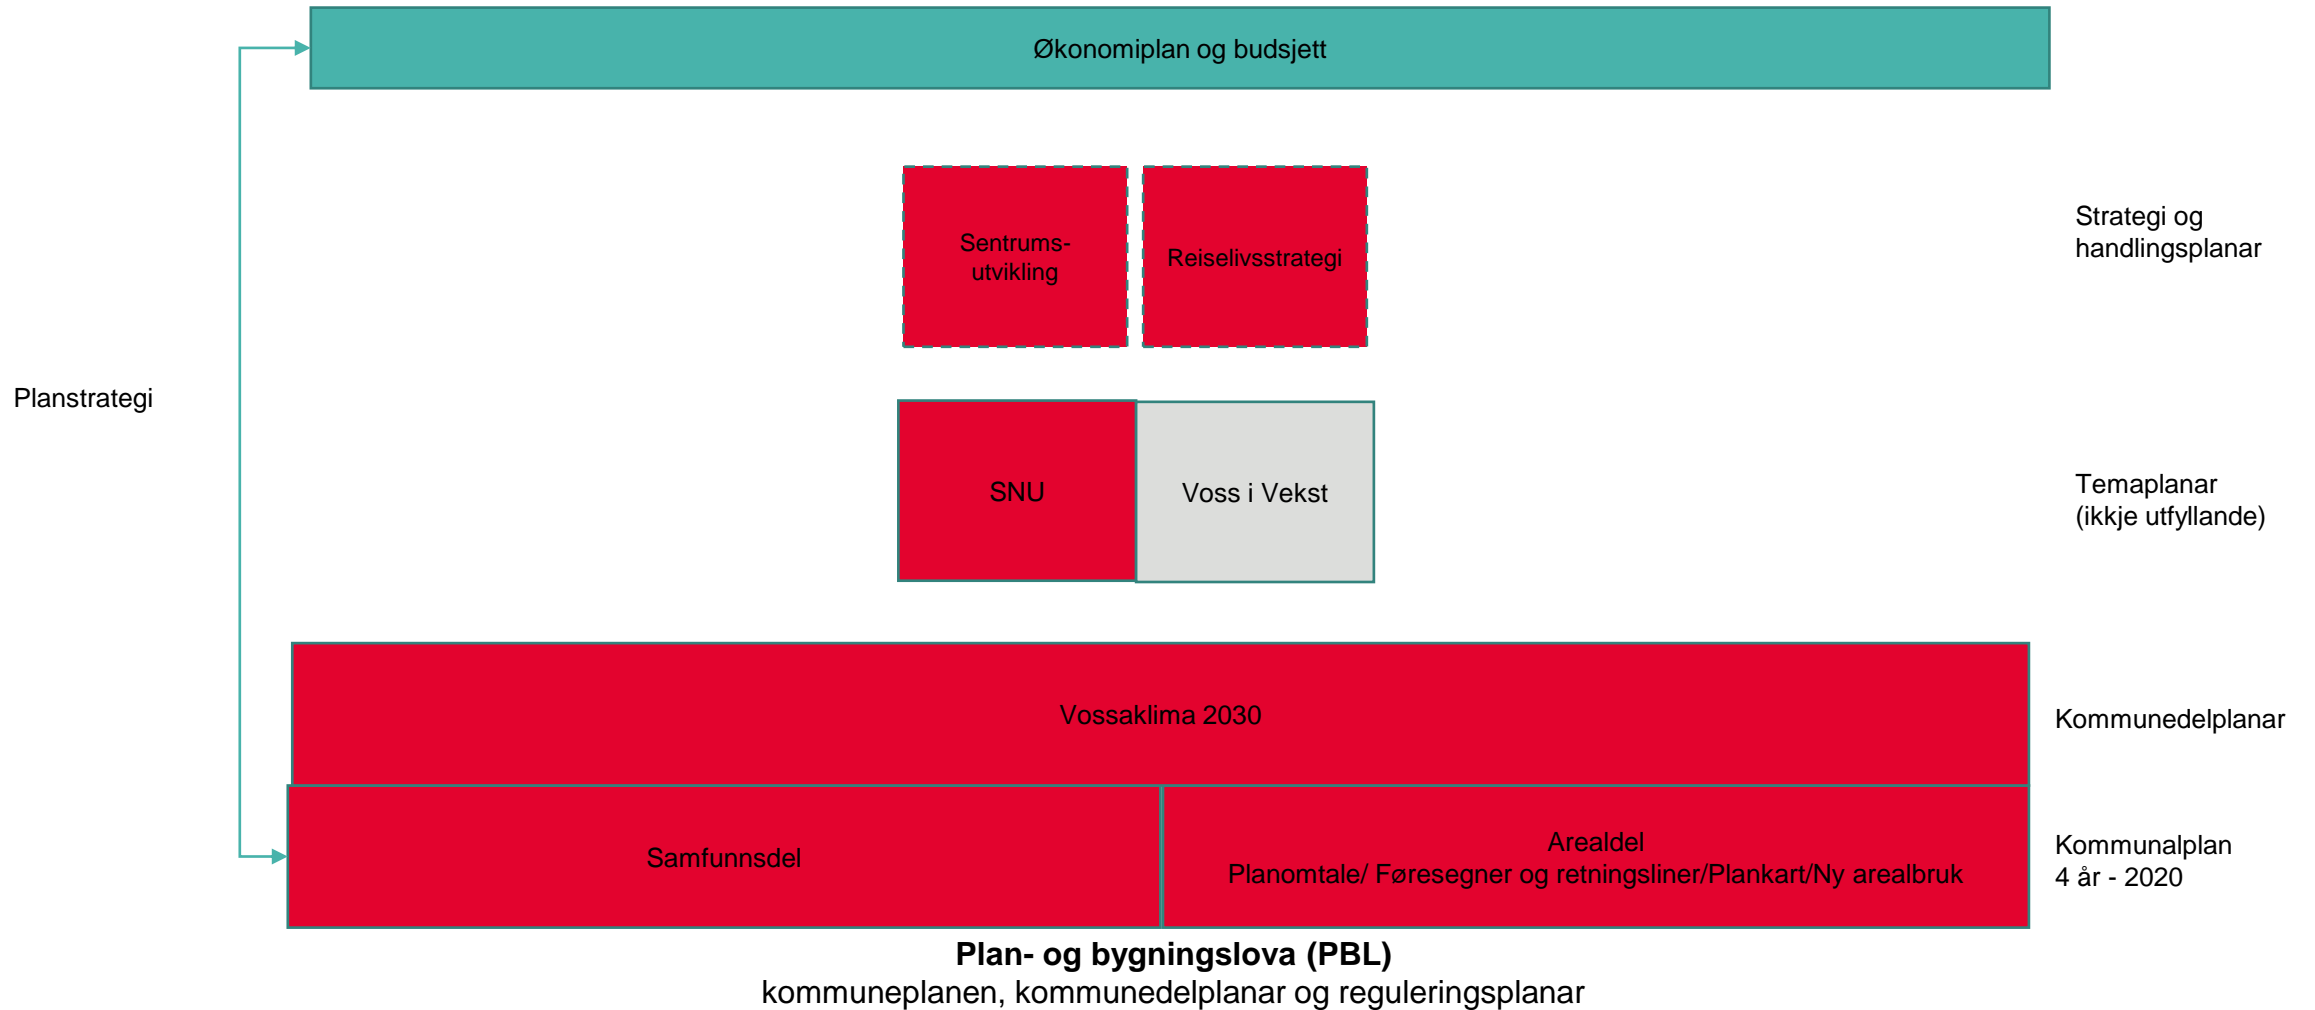 Økonomiplan og budsjett
Sentrums-
utvikling
Reiselivsstrategi
Strategi og
handlingsplanar
Planstrategi
SNU
Voss i Vekst
Temaplanar
(ikkje utfyllande)
Vossaklima 2030
Kommunedelplanar
Samfunnsdel
Arealdel
Planomtale/ Føresegner og retningsliner/Plankart/Ny arealbruk
Kommunalplan
4 år - 2020
Plan- og bygningslova (PBL)
kommuneplanen, kommunedelplanar og reguleringsplanar